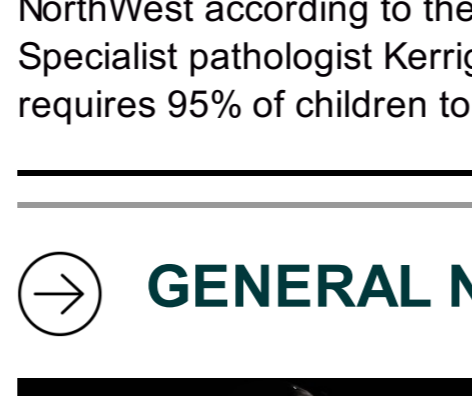 NorthWest according to the
Specialist pathologist
requires 95% of children to
GENERAL